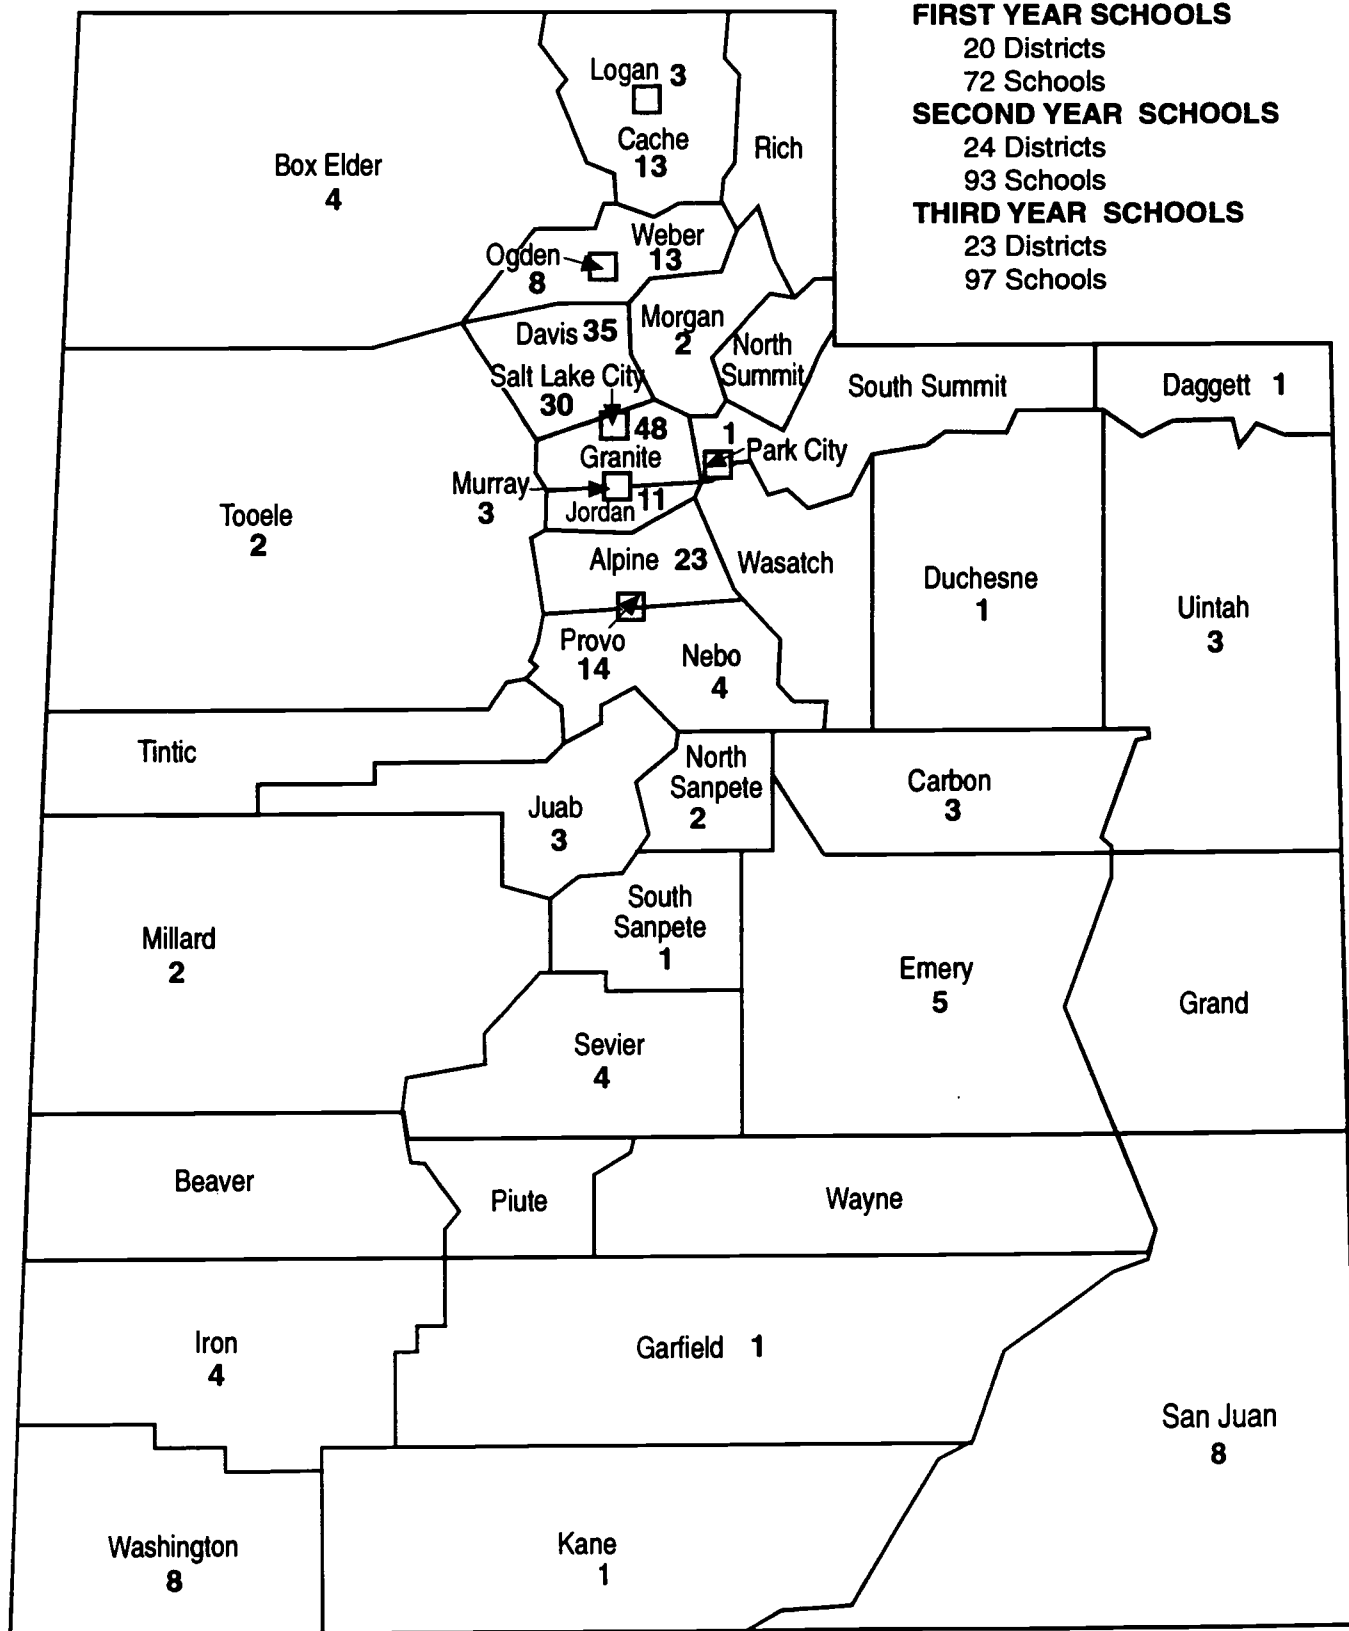 FIRST YEAR SCHOOLS
20 Districts
72 Schools
SECOND YEAR SCHOOLS
24 Districts
93 Schools
THIRD YEAR SCHOOLS
23 Districts
97 Schools
Logan 3
Cache
13
Rich
Box Elder
4
Weber
13
Ogden
8
Davis 35
Morgan
2
North
Summit
Salt Lake City
30
South Summit
Daggett 1
48
Granite
1
Park City
Murray
3
11
Jordan
Tooele
2
Alpine 23
Wasatch
Duchesne
1
Uintah
3
Provo
14
Nebo
4
Tintic
North
Sanpete
2
Carbon
3
Juab
3
South
Sanpete
1
Millard
2
Emery
5
Grand
Sevier
4
Beaver
Piute
Wayne
Iron
4
Garfield 1
San Juan
8
Washington
8
Kane
1